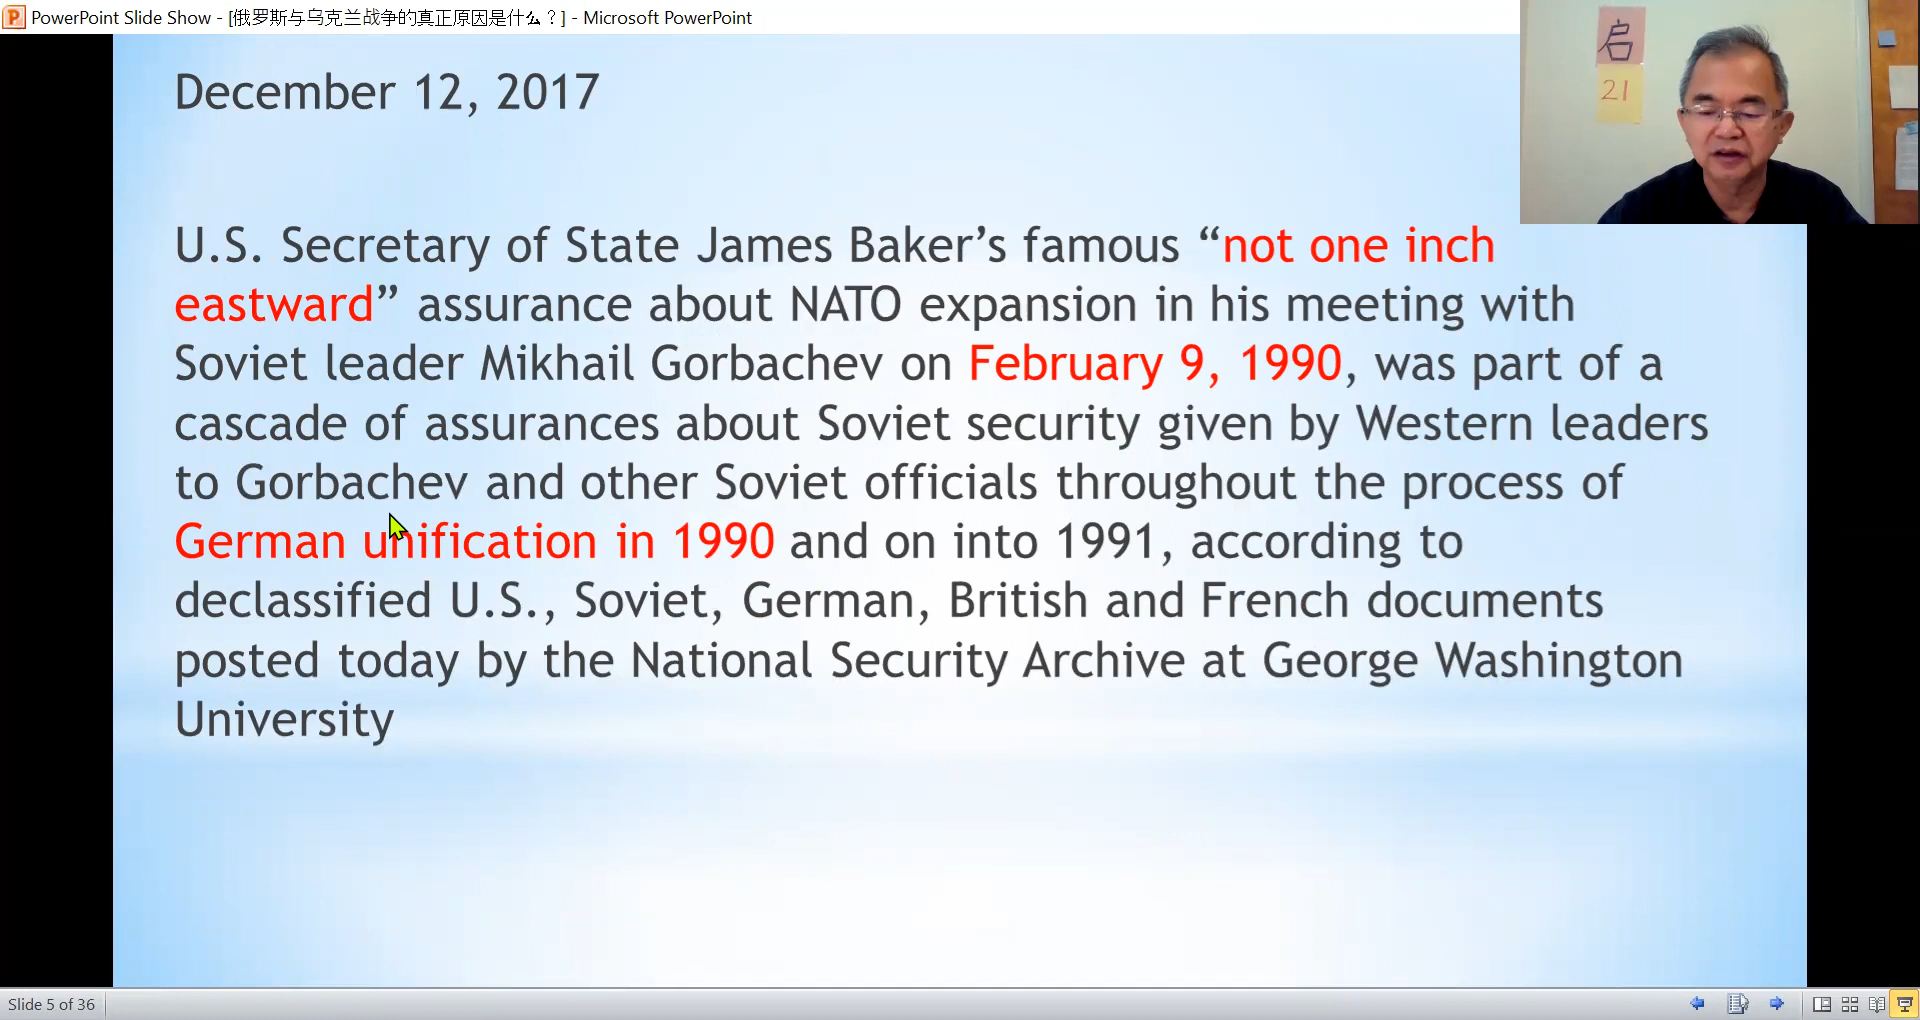 PowerPoint Slide Show - [俄罗斯与乌克兰战争的真正原因是什么？] - Microsoft PowerPoint
启
21
December 12, 2017
U.S. Secretary of State James Baker’s famous “not one inch
eastward” assurance about NATO expansion in his meeting with
Soviet leader Mikhail Gorbachev on February 9, 1990, was part of a
cascade of assurances about Soviet security given by Western leaders
to Gorbachev and other Soviet officials throughout the process of
German unification in 1990 and on into 1991, according to
declassified U.S., Soviet, German, British and French documents
posted today by the National Security Archive at George Washington
University
Slide 5 of 36